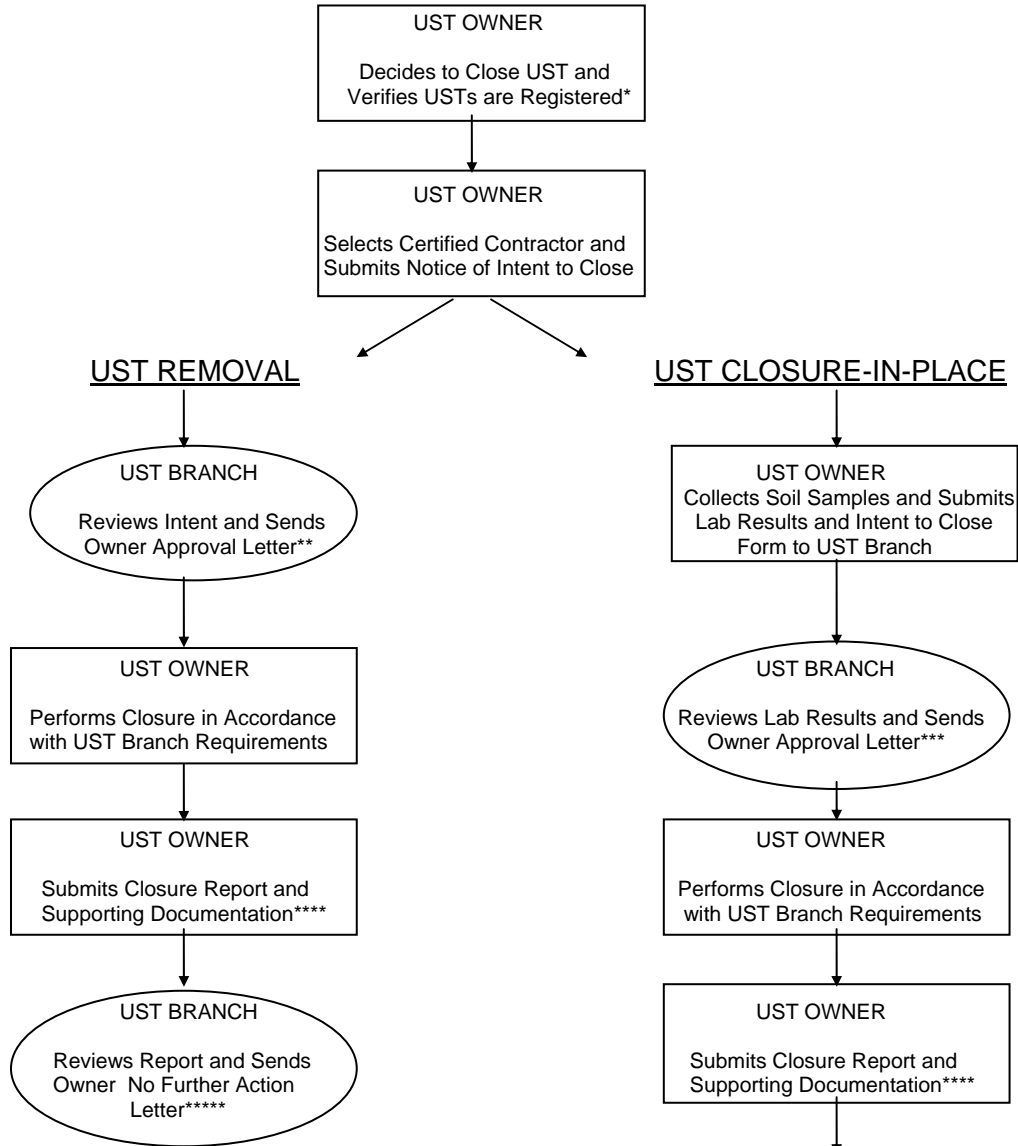 UST OWNER
Decides to Close UST and
Verifies USTs are Registered*
UST OWNER
Selects Certified Contractor and
Submits Notice of Intent to Close
UST REMOVAL
UST BRANCH
Reviews Intent and Sends
Owner Approval Letter**
UST OWNER
Performs Closure in Accordance
with UST Branch Requirements
UST OWNER
Submits Closure Report and
Supporting Documentation****
UST BRANCH
Reviews Report and Sends
Owner No Further Action
Letter*****
UST CLOSURE-IN-PLACE
UST OWNER
Collects Soil Samples and Submits
Lab Results and Intent to Close
Form to UST Branch
UST BRANCH
Reviews Lab Results and Sends
Owner Approval Letter***
UST OWNER
Performs Closure in Accordance
with UST Branch Requirements
UST OWNER
Submits Closure Report and
Supporting Documentation****